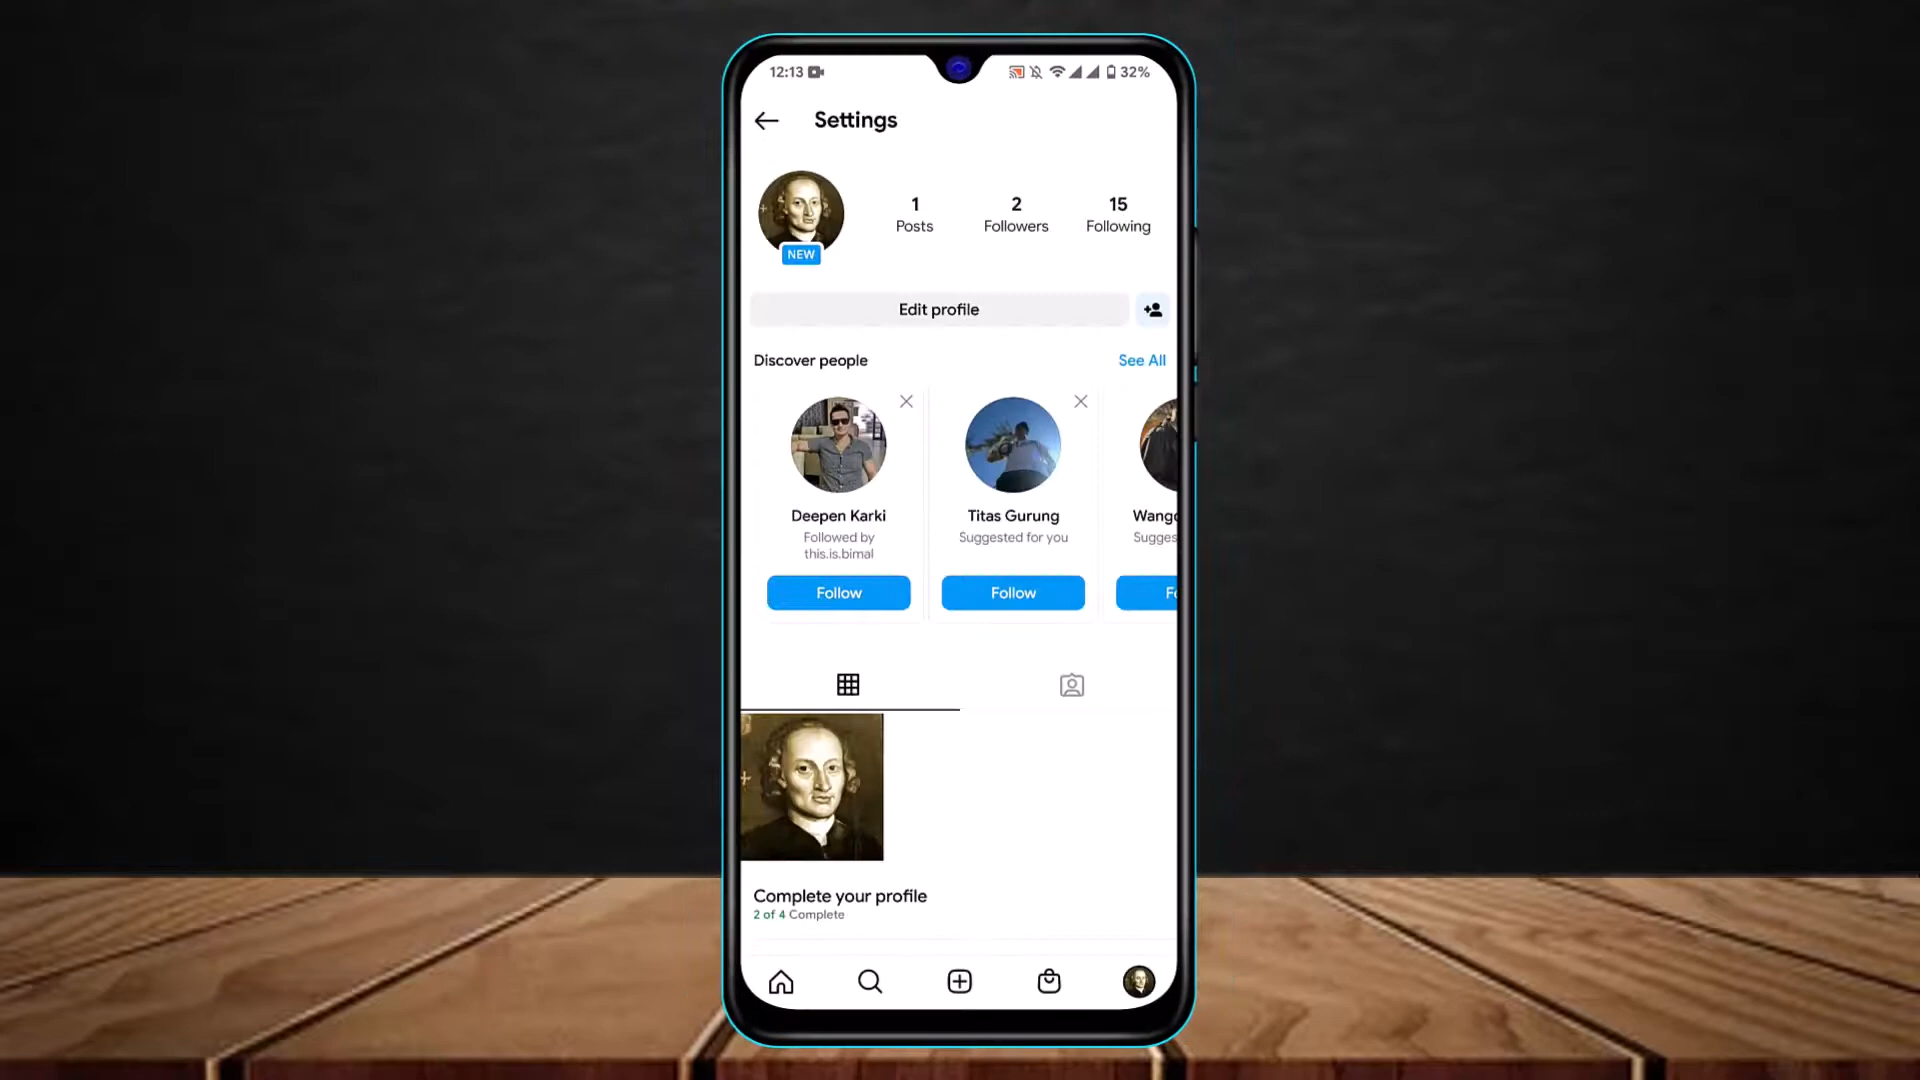 12:13 32%
Settings
1 2 15
Posts Followers Following
NEW
Edit profile
Discover people See All
Deepen Karki Titas Gurung Wang
Followed by Suggested for you Sugges
this.is.bimal
Follow Follow F
Complete your profile
2 of 4 Complete